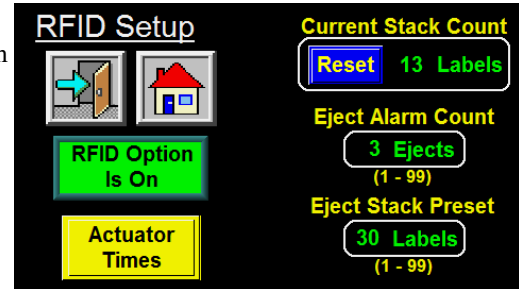 RFID Setup
RFID Option
Is On
Actuator
Times
Current Stack Count
Reset 13 Labels
Eject Alarm Count
3 Ejects
(1 - 99)
Eject Stack Preset
30 Labels
(1 - 99)